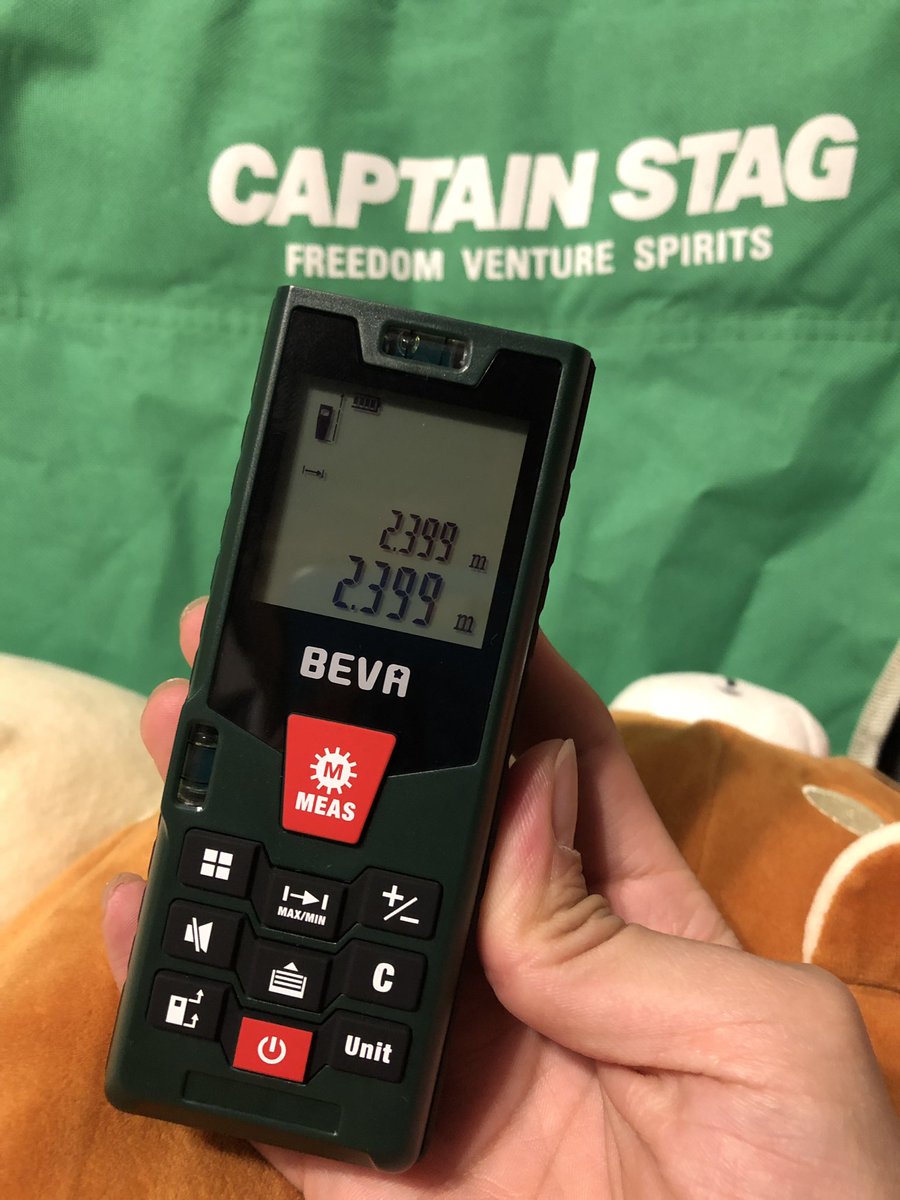 CAPTAIN STAG
FREEDOM VENTURE SPIRITS
2.399 m
2.399 m
BEVA
M
MEAS
MAX/MIN
+/−
C
Unit